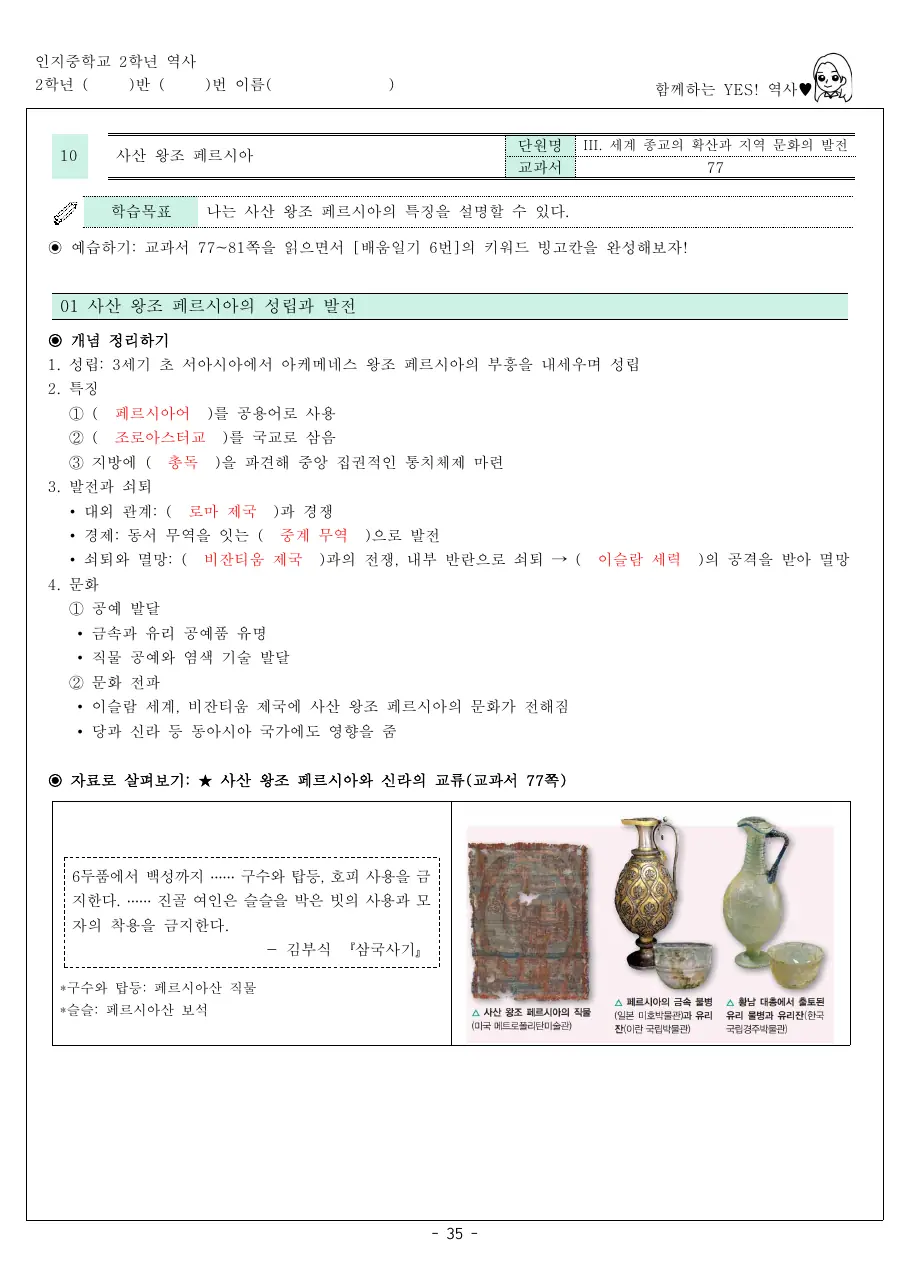 인지중학교 2학년 역사
2학년 (      )반 (      )번 이름(                  )
함께하는 YES! 역사♥
10
사산 왕조 페르시아
단원명
III. 세계 종교의 확산과 지역 문화의 발전
교과서
77
학습목표
나는 사산 왕조 페르시아의 특징을 설명할 수 있다.
◉ 예습하기: 교과서 77~81쪽을 읽으면서 [배움일기 6번]의 키워드 빙고칸을 완성해보자!
01 사산 왕조 페르시아의 성립과 발전
◉ 개념 정리하기
1. 성립: 3세기 초 서아시아에서 아케메네스 왕조 페르시아의 부흥을 내세우며 성립
2. 특징
① ( 페르시아어 )를 공용어로 사용
② ( 조로아스터교 )를 국교로 삼음
③ 지방에 ( 총독 )을 파견해 중앙 집권적인 통치체제 마련
3. 발전과 쇠퇴
• 대외 관계: ( 로마 제국 )과 경쟁
• 경제: 동서 무역을 잇는 ( 중계 무역 )으로 발전
• 쇠퇴와 멸망: ( 비잔티움 제국 )과의 전쟁, 내부 반란으로 쇠퇴 → ( 이슬람 세력 )의 공격을 받아 멸망
4. 문화
① 공예 발달
• 금속과 유리 공예품 유명
• 직물 공예와 염색 기술 발달
② 문화 전파
• 이슬람 세계, 비잔티움 제국에 사산 왕조 페르시아의 문화가 전해짐
• 당과 신라 등 동아시아 국가에도 영향을 줌
◉ 자료로 살펴보기: ★ 사산 왕조 페르시아와 신라의 교류(교과서 77쪽)
6두품에서 백성까지 …… 구수와 탑등, 호피 사용을 금
지한다. …… 진골 여인은 슬슬을 박은 빗의 사용과 모
자의 착용을 금지한다.
– 김부식 『삼국사기』
*구수와 탑등: 페르시아산 직물
*슬슬: 페르시아산 보석
△ 사산 왕조 페르시아의 직물
(미국 메트로폴리탄미술관)
△ 페르시아의 금속 물병
(일본 미호박물관)과 유리
잔(이란 국립박물관)
△ 황남 대총에서 출토된
유리 물병과 유리잔(한국
국립경주박물관)
- 35 -